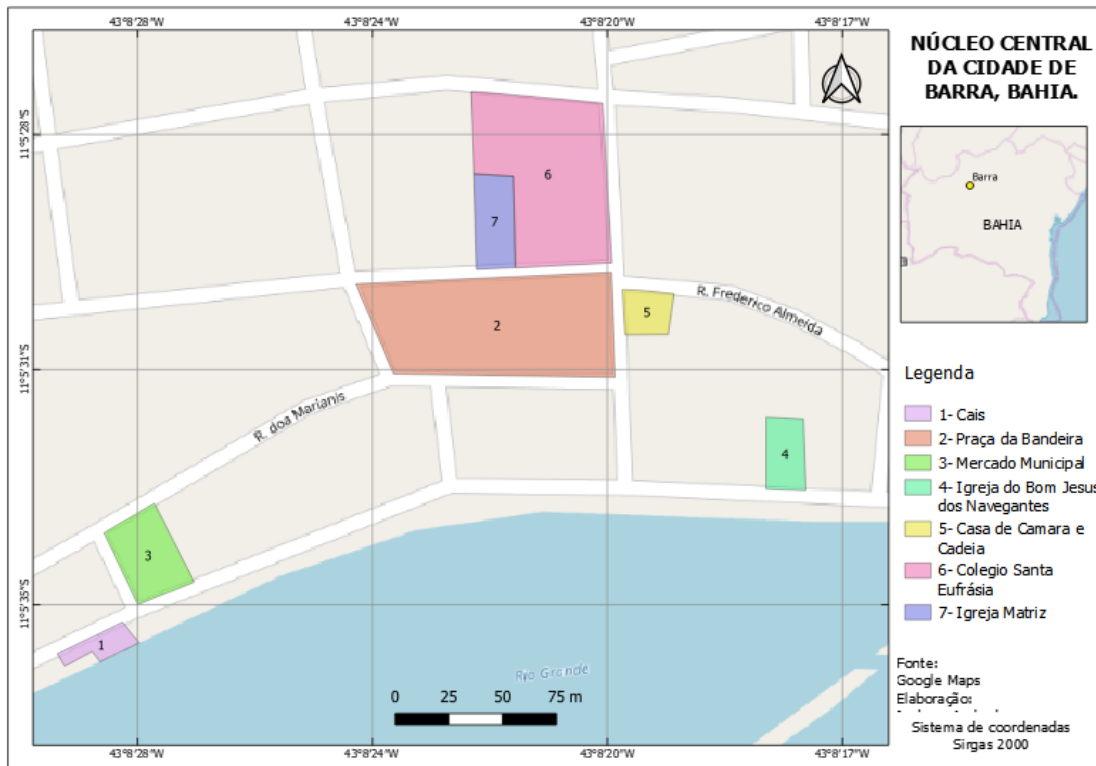 43°8'28"W 43°8'24"W 43°8'20"W 43°8'17"W
NÚCLEO CENTRAL
DA CIDADE DE
BARRA, BAHIA.
11°5'28"S
6
7
Barra
BAHIA
R. Frederico Almeida
5
2
11°5'31"S
R. doa Marianis
4
3
11°5'35"S
1
Rio Grande
0 25 50 75 m
43°8'28"W 43°8'24"W 43°8'20"W 43°8'17"W
Legenda
1- Cais
2- Praça da Bandeira
3- Mercado Municipal
4- Igreja do Bom Jesus
dos Navegantes
5- Casa de Camara e
Cadeia
6- Colegio Santa
Eufrásia
7- Igreja Matriz
Fonte:
Google Maps
Elaboração:
Sistema de coordenadas
Sirgas 2000